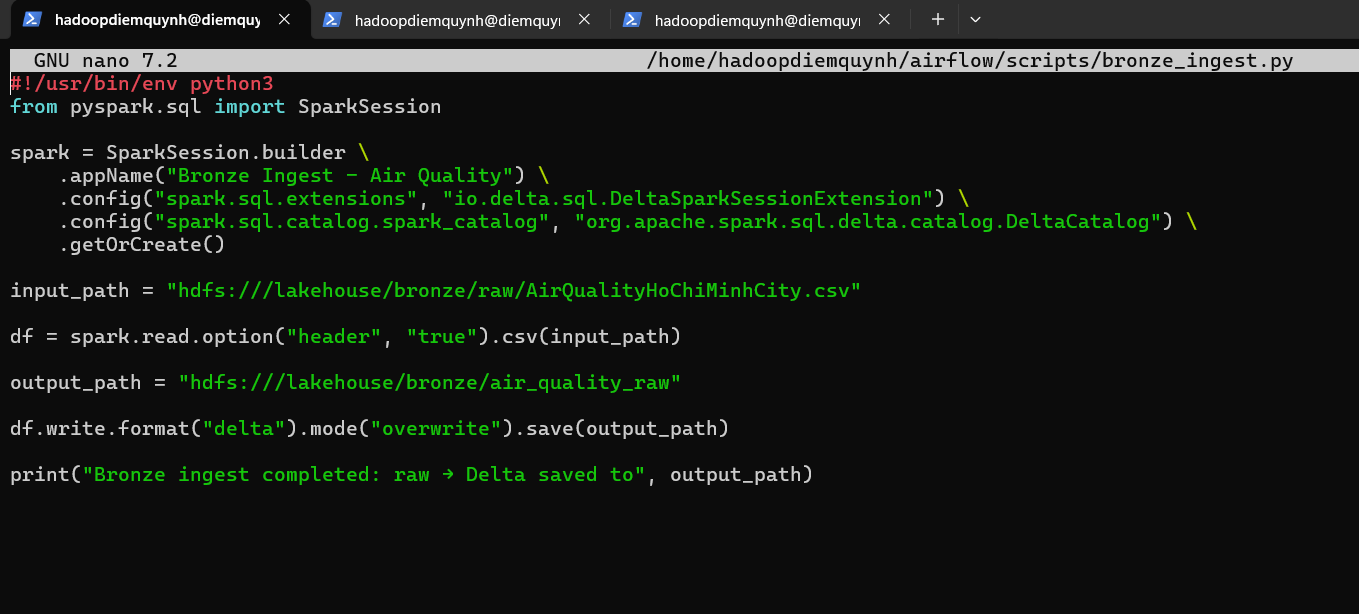 hadoopdiemquynh@diemquy
hadoopdiemquynh@diemquy
hadoopdiemquynh@diemquy
GNU nano 7.2 /home/hadoopdiemquynh/airflow/scripts/bronze_ingest.py
#!/usr/bin/env python3
from pyspark.sql import SparkSession
spark = SparkSession.builder \
    .appName("Bronze Ingest - Air Quality") \
    .config("spark.sql.extensions", "io.delta.sql.DeltaSparkSessionExtension") \
    .config("spark.sql.catalog.spark_catalog", "org.apache.spark.sql.delta.catalog.DeltaCatalog") \
    .getOrCreate()
input_path = "hdfs:///lakehouse/bronze/raw/AirQualityHoChiMinhCity.csv"
df = spark.read.option("header", "true").csv(input_path)
output_path = "hdfs:///lakehouse/bronze/air_quality_raw"
df.write.format("delta").mode("overwrite").save(output_path)
print("Bronze ingest completed: raw → Delta saved to", output_path)